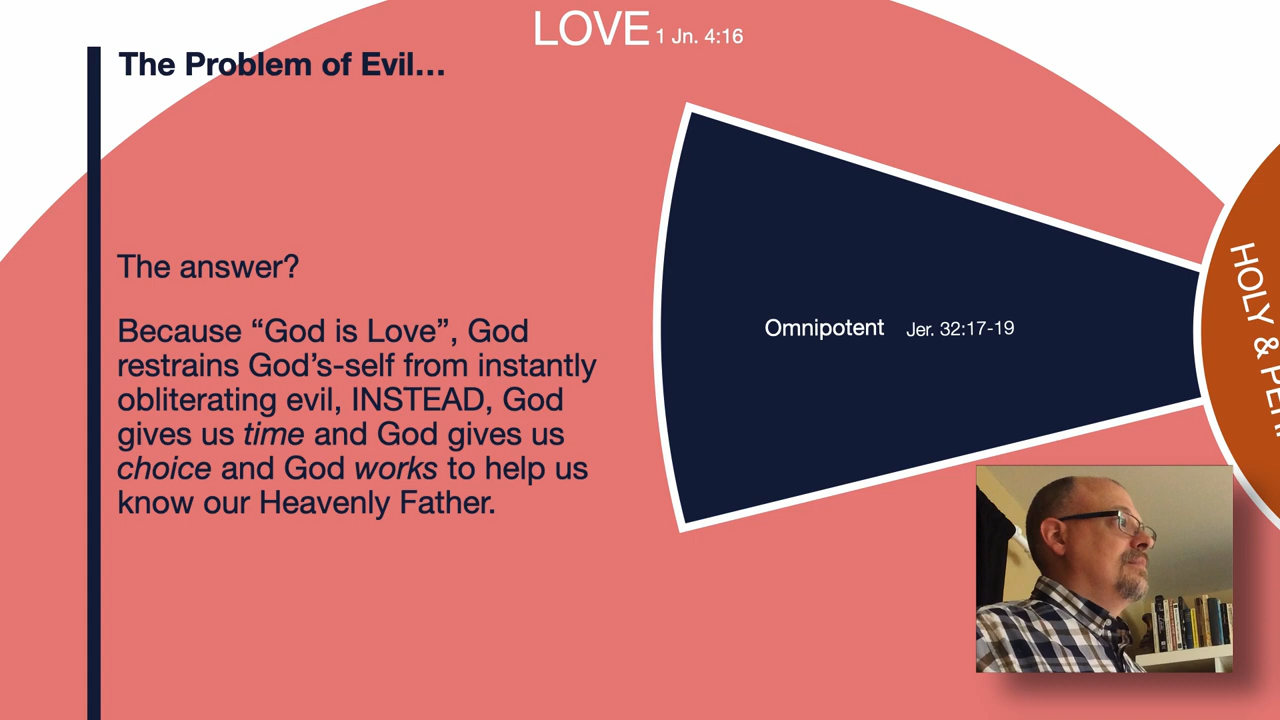 LOVE 1 Jn. 4:16
The Problem of Evil...
The answer?
Because “God is Love”, God
restrains God’s-self from instantly
obliterating evil, INSTEAD, God
gives us time and God gives us
choice and God works to help us
know our Heavenly Father.
Omnipotent Jer. 32:17-19
HOLY &